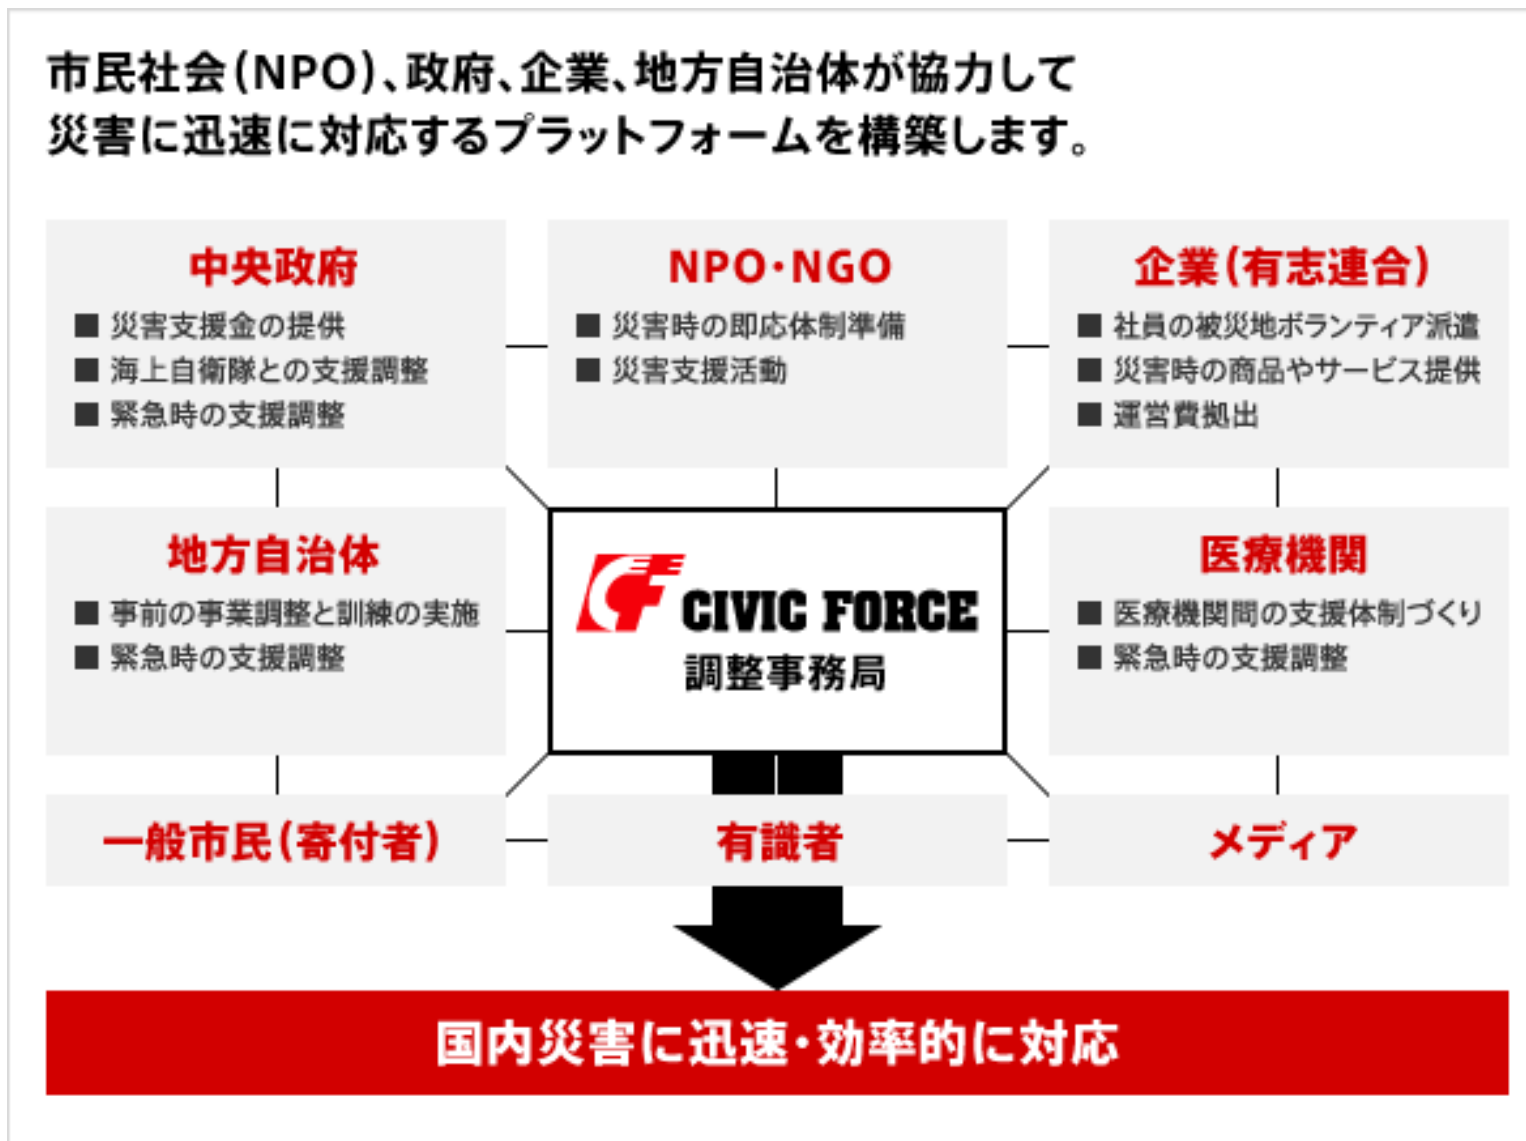 市民社会(NPO)、政府、企業、地方自治体が協力して
災害に迅速に対応するプラットフォームを構築します。
中央政府
■ 災害支援金の提供
■ 海上自衛隊との支援調整
■ 緊急時の支援調整
NPO・NGO
■ 災害時の即応体制準備
■ 災害支援活動
企業(有志連合)
■ 社員の被災地ボランティア派遣
■ 災害時の商品やサービス提供
■ 運営費拠出
地方自治体
■ 事前の事業調整と訓練の実施
■ 緊急時の支援調整
CF CIVIC FORCE
調整事務局
医療機関
■ 医療機関間の支援体制づくり
■ 緊急時の支援調整
一般市民(寄付者)
有識者
メディア
国内災害に迅速・効率的に対応